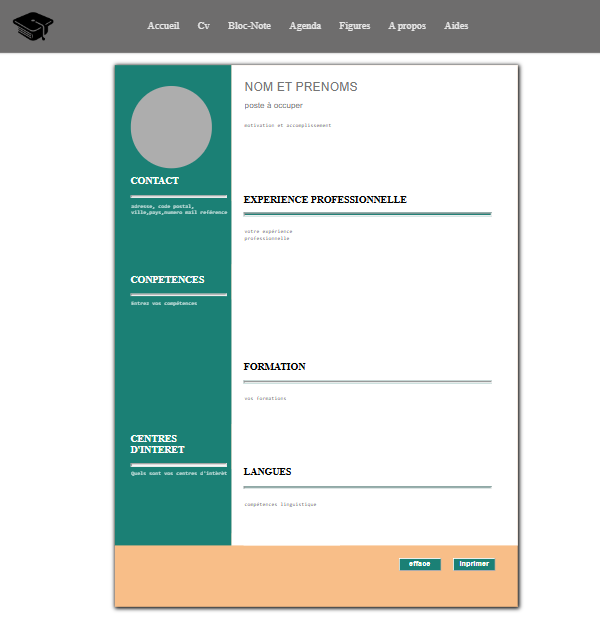 Accueil Cv Bloc-Note Agenda Figures A propos Aides
NOM ET PRENOMS
poste à occuper
motivation et accomplissement
CONTACT
adresse, code postal,
ville,pays,numero mail reférence
EXPERIENCE PROFESSIONNELLE
votre expérience
professionnelle
CONPETENCES
Entrez vos compétences
FORMATION
vos formations
CENTRES
D'INTERET
Quels sont vos centres d'intérêt
LANGUES
compétences linguistique
efface inprimer